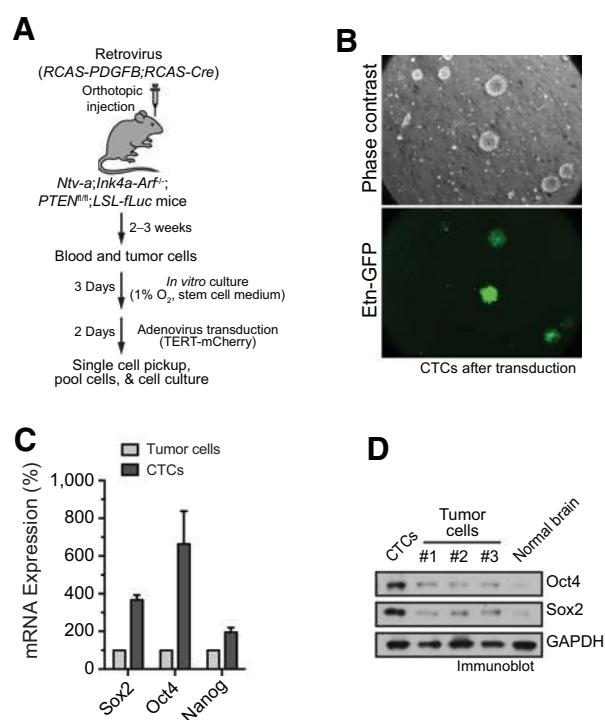 A
Retrovirus
(RCAS-PDGFB;RCAS-Cre)
Orthotopic
injection
Ntv-a;Ink4a-Arf-/-;
PTENfl/fl;LSL-fLuc mice
2–3 weeks
Blood and tumor cells
3 Days
In vitro culture
(1% O2, stem cell medium)
2 Days
Adenovirus transduction
(TERT-mCherry)
Single cell pickup,
pool cells, & cell culture
B
Phase contrast
Etn-GFP
CTCs after transduction
C
Tumor cells
CTCs
mRNA Expression (%)
1,000
800
600
400
200
0
Sox2
Oct4
Nanog
D
CTCs
Tumor
cells
#1 #2 #3
Normal brain
Oct4
Sox2
GAPDH
Immunoblot